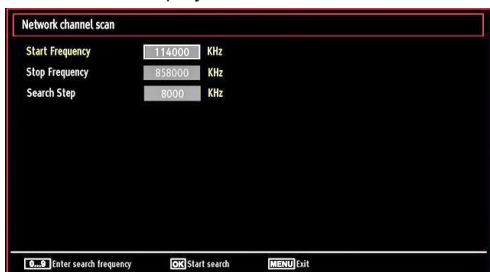 Network channel scan
Start Frequency 114000 KHz
Stop Frequency 858000 KHz
Search Step 8000 KHz
0...9 Enter search frequency OK Start search MENU Exit